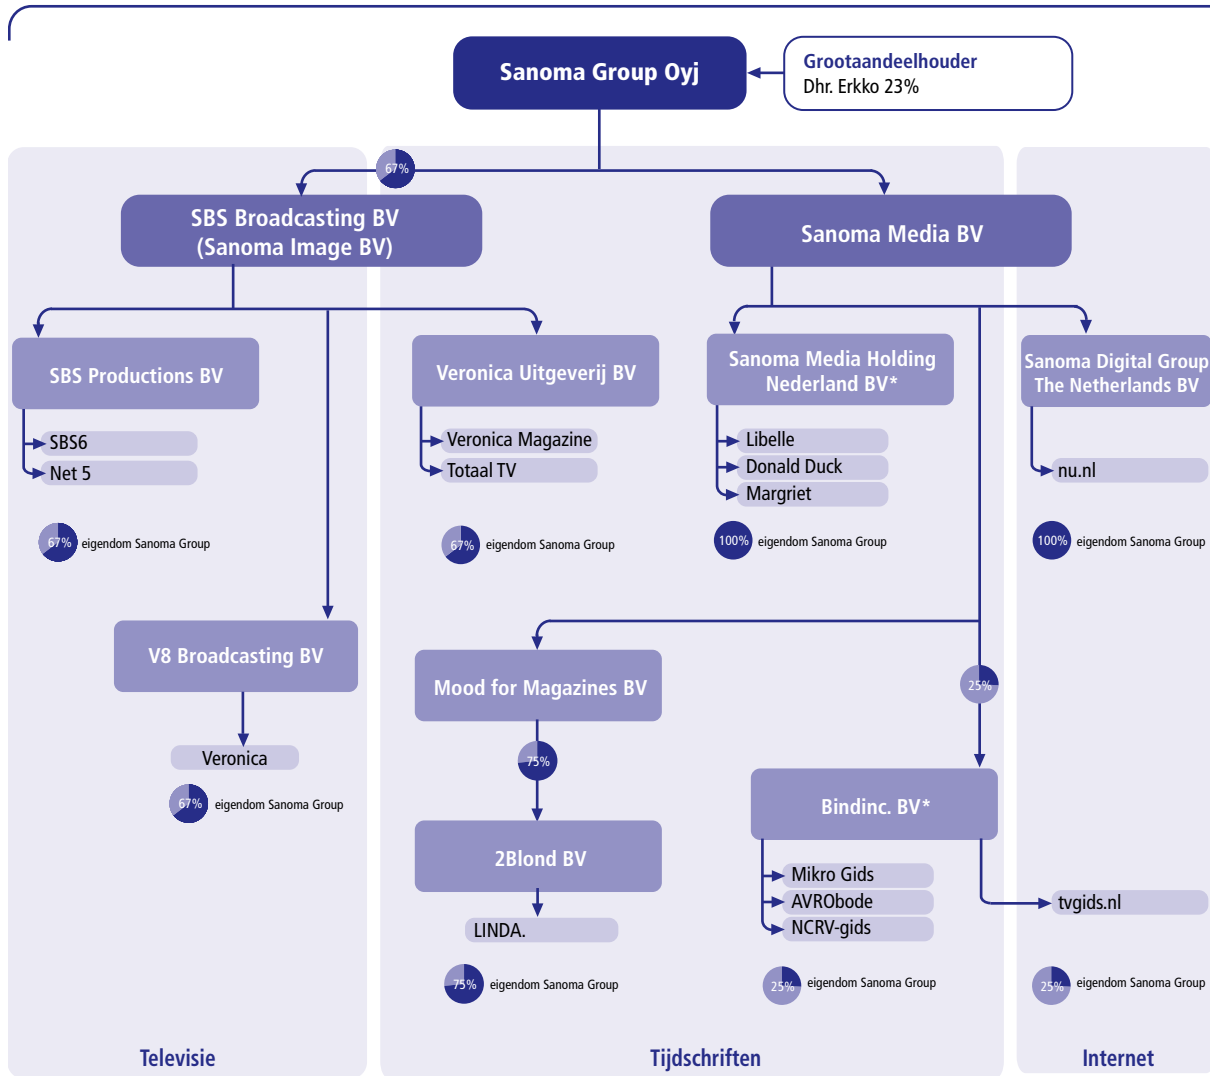 Sanoma Group Oyj
Grootaandeelhouder
Dhr. Erkko 23%
67%
SBS Broadcasting BV
(Sanoma Image BV)
Sanoma Media BV
SBS Productions BV
Veronica Uitgeverij BV
Sanoma Media Holding
Nederland BV*
Sanoma Digital Group
The Netherlands BV
SBS6
Net 5
Veronica Magazine
Totaal TV
Libelle
Donald Duck
Margriet
nu.nl
67% eigendom Sanoma Group
67% eigendom Sanoma Group
100% eigendom Sanoma Group
100% eigendom Sanoma Group
V8 Broadcasting BV
Mood for Magazines BV
25%
Veronica
75%
67% eigendom Sanoma Group
Bindinc. BV*
2Blond BV
Mikro Gids
AVRObode
NCRV-gids
tvgids.nl
LINDA.
75% eigendom Sanoma Group
25% eigendom Sanoma Group
25% eigendom Sanoma Group
Televisie
Tijdschriften
Internet